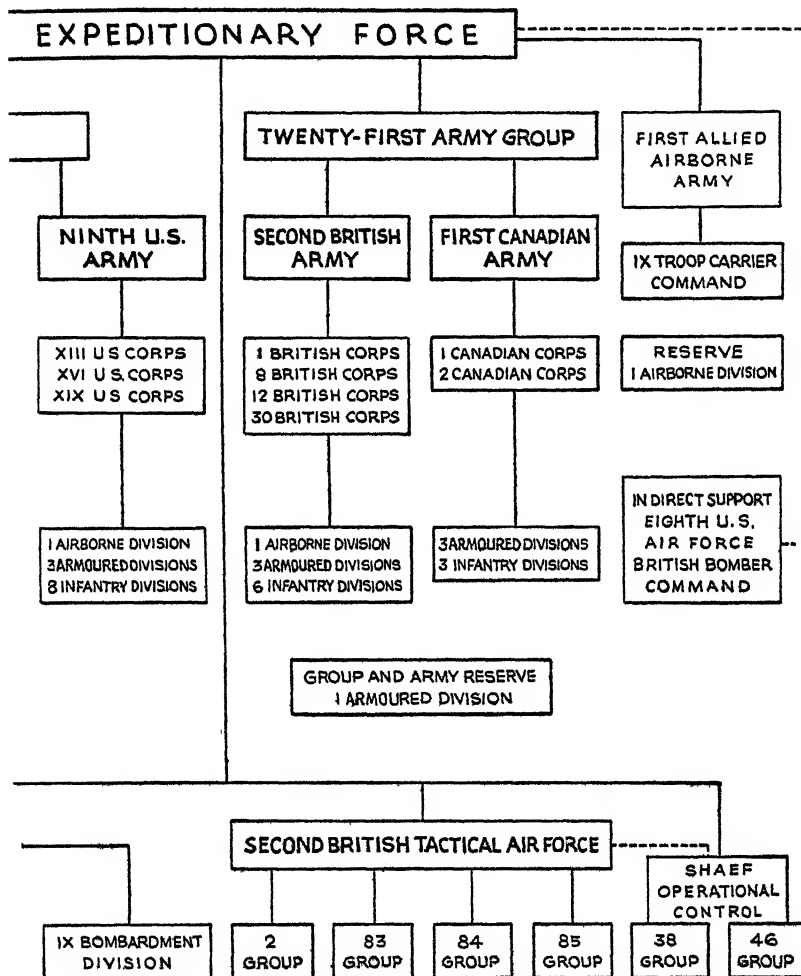 EXPEDITIONARY FORCE
TWENTY-FIRST ARMY GROUP
FIRST ALLIED
AIRBORNE
ARMY
NINTH U.S.
ARMY
SECOND BRITISH
ARMY
FIRST CANADIAN
ARMY
IX TROOP CARRIER
COMMAND
XIII US CORPS
XVI U.S. CORPS
XIX US CORPS
1 BRITISH CORPS
8 BRITISH CORPS
12 BRITISH CORPS
30 BRITISH CORPS
1 CANADIAN CORPS
2 CANADIAN CORPS
RESERVE
1 AIRBORNE DIVISION
IN DIRECT SUPPORT
EIGHTH U.S.
AIR FORCE
BRITISH BOMBER
COMMAND
1 AIRBORNE DIVISION
3 ARMOURED DIVISIONS
8 INFANTRY DIVISIONS
1 AIRBORNE DIVISION
3 ARMOURED DIVISIONS
6 INFANTRY DIVISIONS
3 ARMOURED DIVISIONS
3 INFANTRY DIVISIONS
GROUP AND ARMY RESERVE
1 ARMOURED DIVISION
SECOND BRITISH TACTICAL AIR FORCE
SHAEF
OPERATIONAL
CONTROL
IX BOMBARDMENT
DIVISION
2
GROUP
83
GROUP
84
GROUP
85
GROUP
38
GROUP
46
GROUP